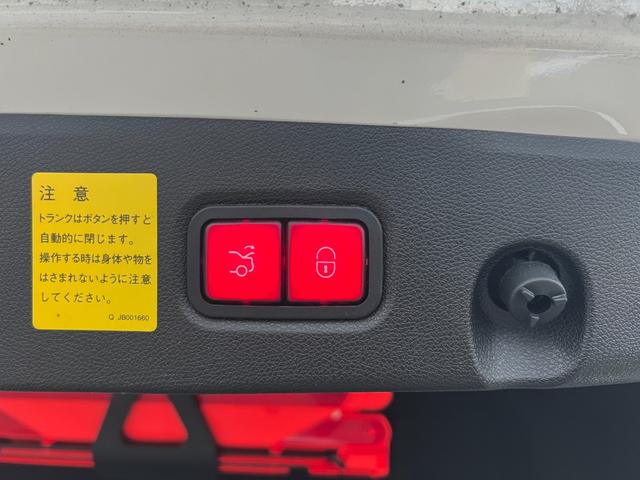 注 意
トランクはボタンを押すと
自動的に閉じます。
操作する時は身体や物を
はさまれないように注意
してください。
Q JB001660